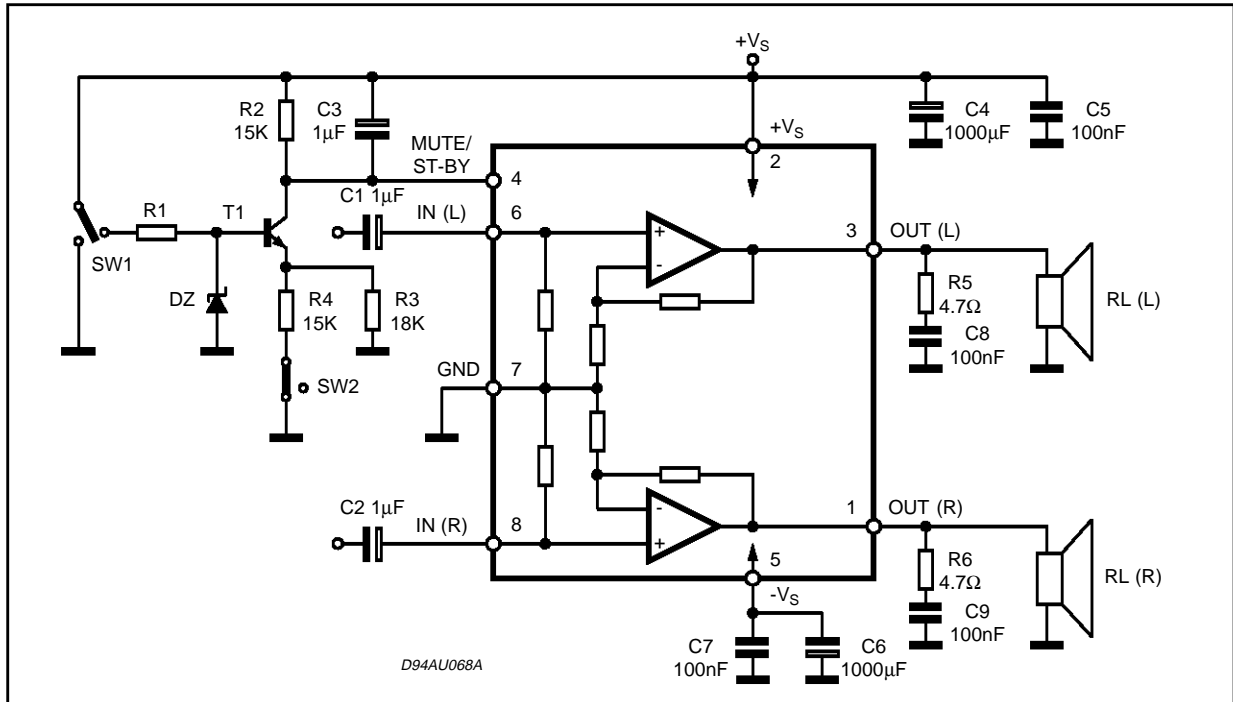 +VS
R2
15K
C3
1µF
C4
1000µF
C5
100nF
+VS
2
MUTE/
ST-BY
4
C1 1µF
IN (L)
6
R1
T1
SW1
+
-
3
OUT (L)
DZ
R4
15K
R3
18K
R5
4.7Ω
C8
100nF
RL (L)
SW2
GND
7
C2 1µF
IN (R)
8
-
+
1
OUT (R)
5
-VS
R6
4.7Ω
C9
100nF
RL (R)
C7
100nF
C6
1000µF
D94AU068A